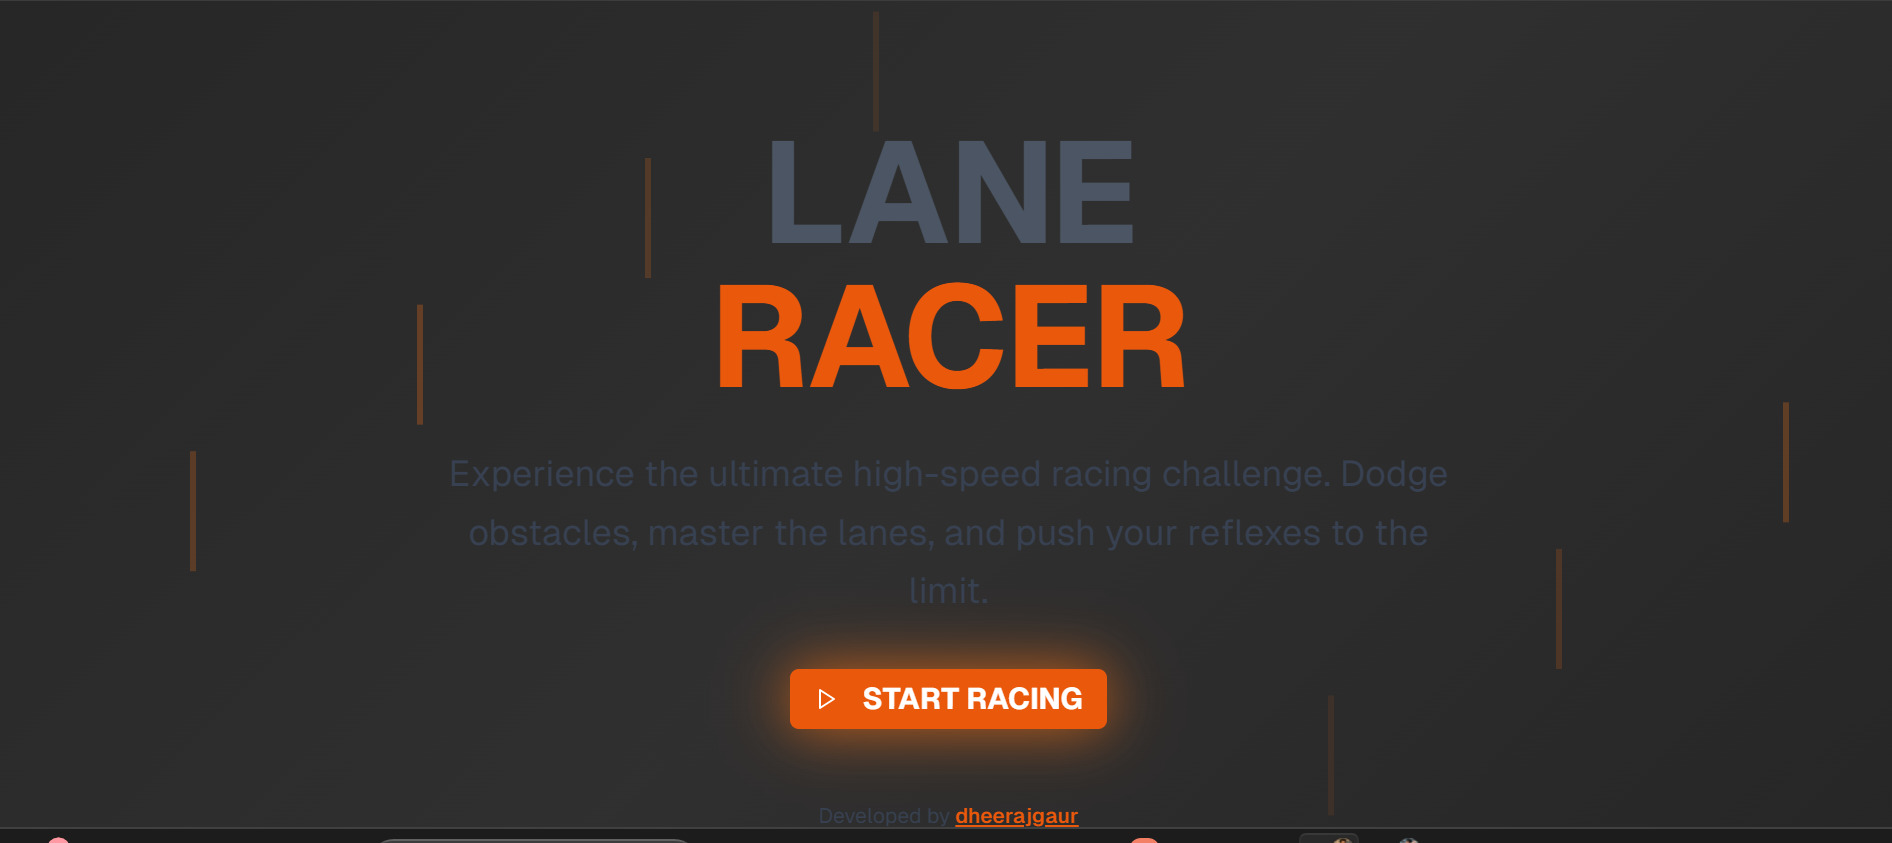 LANE
RACER
Experience the ultimate high-speed racing challenge. Dodge
obstacles, master the lanes, and push your reflexes to the
limit.
START RACING
Developed by dheerajgaur